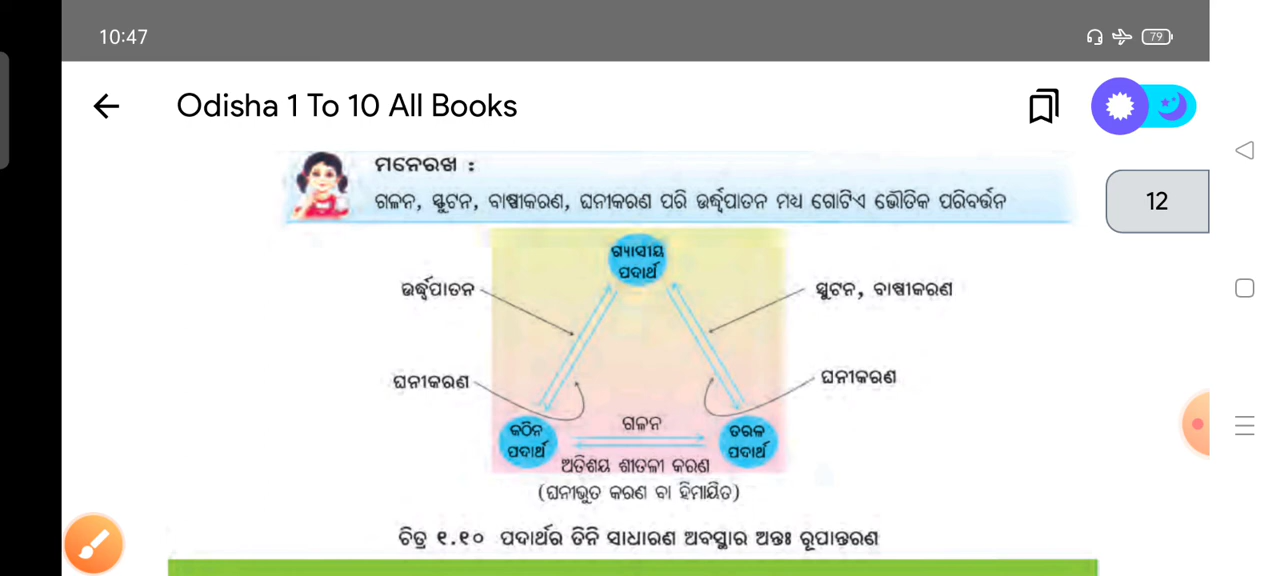 10:47
79
Odisha 1 To 10 All Books
ମନେରଖ :
ଗଳନ, ସ୍ଫୁଟନ, ବାଷ୍ପୀକରଣ, ଘନୀକରଣ ପରି ଉର୍ଦ୍ଧ୍ୱପାତନ ମଧ୍ୟ ଗୋଟିଏ ଭୌତିକ ପରିବର୍ତ୍ତନ
12
ଗ୍ୟାସୀୟ
ପଦାର୍ଥ
ଉର୍ଦ୍ଧ୍ୱପାତନ
ସ୍ଫୁଟନ, ବାଷ୍ପୀକରଣ
ଘନୀକରଣ
ଘନୀକରଣ
ଗଳନ
କଠିନ
ପଦାର୍ଥ
ତରଳ
ପଦାର୍ଥ
ଅତିଶୟ ଶୀତଳୀ କରଣ
(ଘନୀଭୁତ କରଣ ବା ହିମାୟିତ)
ଚିତ୍ର ୧.୧୦ ପଦାର୍ଥର ତିନି ସାଧାରଣ ଅବସ୍ଥାର ଅନ୍ତଃ ରୂପାନ୍ତରଣ